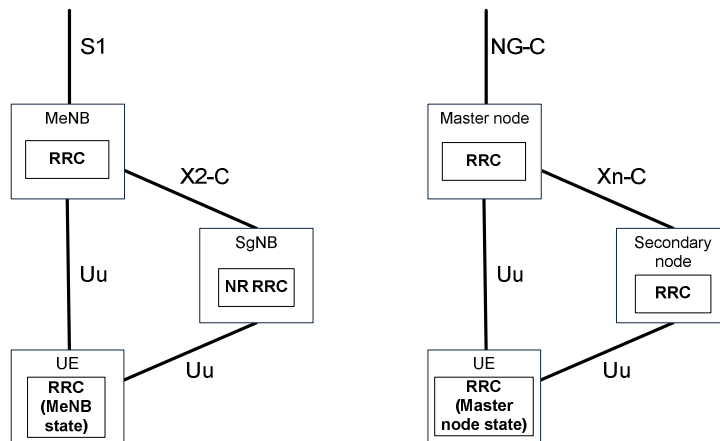 S1
MeNB
RRC
X2-C
SgNB
NR RRC
Uu
Uu
UE
RRC
(MeNB
state)
NG-C
Master node
RRC
Xn-C
Secondary
node
RRC
Uu
Uu
UE
RRC
(Master
node state)